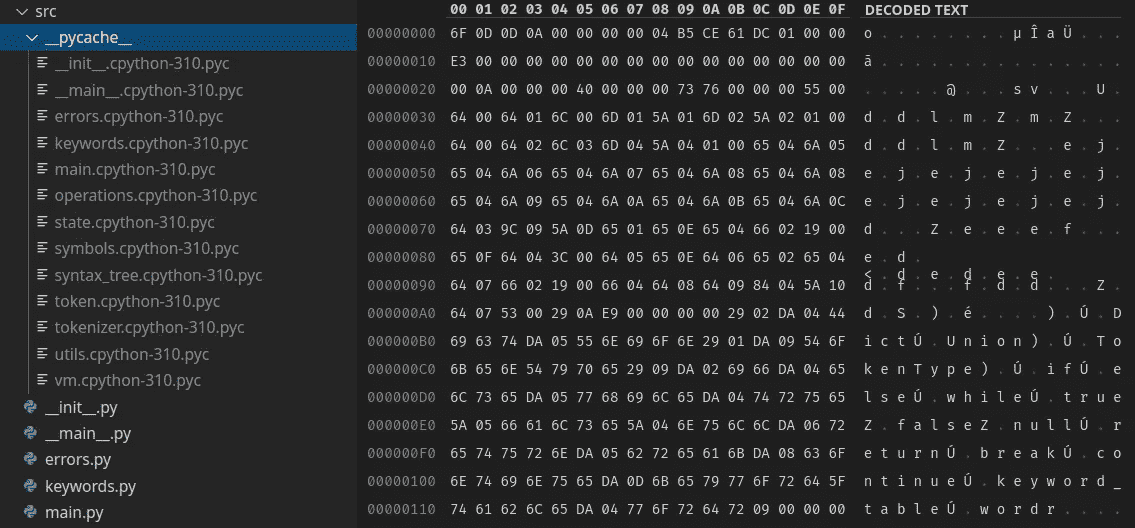 src
__pycache__
__init__.cpython-310.pyc
__main__.cpython-310.pyc
errors.cpython-310.pyc
keywords.cpython-310.pyc
main.cpython-310.pyc
operations.cpython-310.pyc
state.cpython-310.pyc
symbols.cpython-310.pyc
syntax_tree.cpython-310.pyc
token.cpython-310.pyc
tokenizer.cpython-310.pyc
utils.cpython-310.pyc
vm.cpython-310.pyc
__init__.py
__main__.py
errors.py
keywords.py
main.py
00 01 02 03 04 05 06 07 08 09 0A 0B 0C 0D 0E 0F DECODED TEXT
00000000 6F 0D 0D 0A 00 00 00 00 04 B5 CE 61 DC 01 00 00 o . . . . . . . . µ Î a Ü . . .
00000010 E3 00 00 00 00 00 00 00 00 00 00 00 00 00 00 00 ã . . . . . . . . . . . . . . .
00000020 00 0A 00 00 00 40 00 00 00 73 76 00 00 00 55 00 . . . . . @ . . . s v . . . U .
00000030 64 00 64 01 6C 00 6D 01 5A 01 6D 02 5A 02 01 00 d . d . l . m . Z . m . Z . . .
00000040 64 00 64 02 6C 03 6D 04 5A 04 01 00 65 04 6A 05 d . d . l . m . Z . . . e . j .
00000050 65 04 6A 06 65 04 6A 07 65 04 6A 08 65 04 6A 08 e . j . e . j . e . j . e . j .
00000060 65 04 6A 09 65 04 6A 0A 65 04 6A 0B 65 04 6A 0C e . j . e . j . e . j . e . j .
00000070 64 03 9C 09 5A 0D 65 01 65 0E 65 04 66 02 19 00 d . . . Z . e . e . e . f . . .
00000080 65 0F 64 04 3C 00 64 05 65 0E 64 06 65 02 65 04 e . d . < . d . e . d . e . e .
00000090 64 07 66 02 19 00 66 04 64 08 64 09 84 04 5A 10 d . f . . . f . d . d . . . Z .
000000A0 64 07 53 00 29 0A E9 00 00 00 00 29 02 DA 04 44 d . S . ) . é . . . . ) . Ú . D
000000B0 69 63 74 DA 05 55 6E 69 6F 6E 29 01 DA 09 54 6F i c t Ú . U n i o n ) . Ú . T o
000000C0 6B 65 6E 54 79 70 65 29 09 DA 02 69 66 DA 04 65 k e n T y p e ) . Ú . i f Ú . e
000000D0 6C 73 65 DA 05 77 68 69 6C 65 DA 04 74 72 75 65 l s e Ú . w h i l e Ú . t r u e
000000E0 5A 05 66 61 6C 73 65 5A 04 6E 75 6C 6C DA 06 72 Z . f a l s e Z . n u l l Ú . r
000000F0 65 74 75 72 6E DA 05 62 72 65 61 6B DA 08 63 6F e t u r n Ú . b r e a k Ú . c o
00000100 6E 74 69 6E 75 65 DA 0D 6B 65 79 77 6F 72 64 5F n t i n u e Ú . k e y w o r d _
00000110 74 61 62 6C 65 DA 04 77 6F 72 64 72 09 00 00 00 t a b l e Ú . w o r d r . . . .